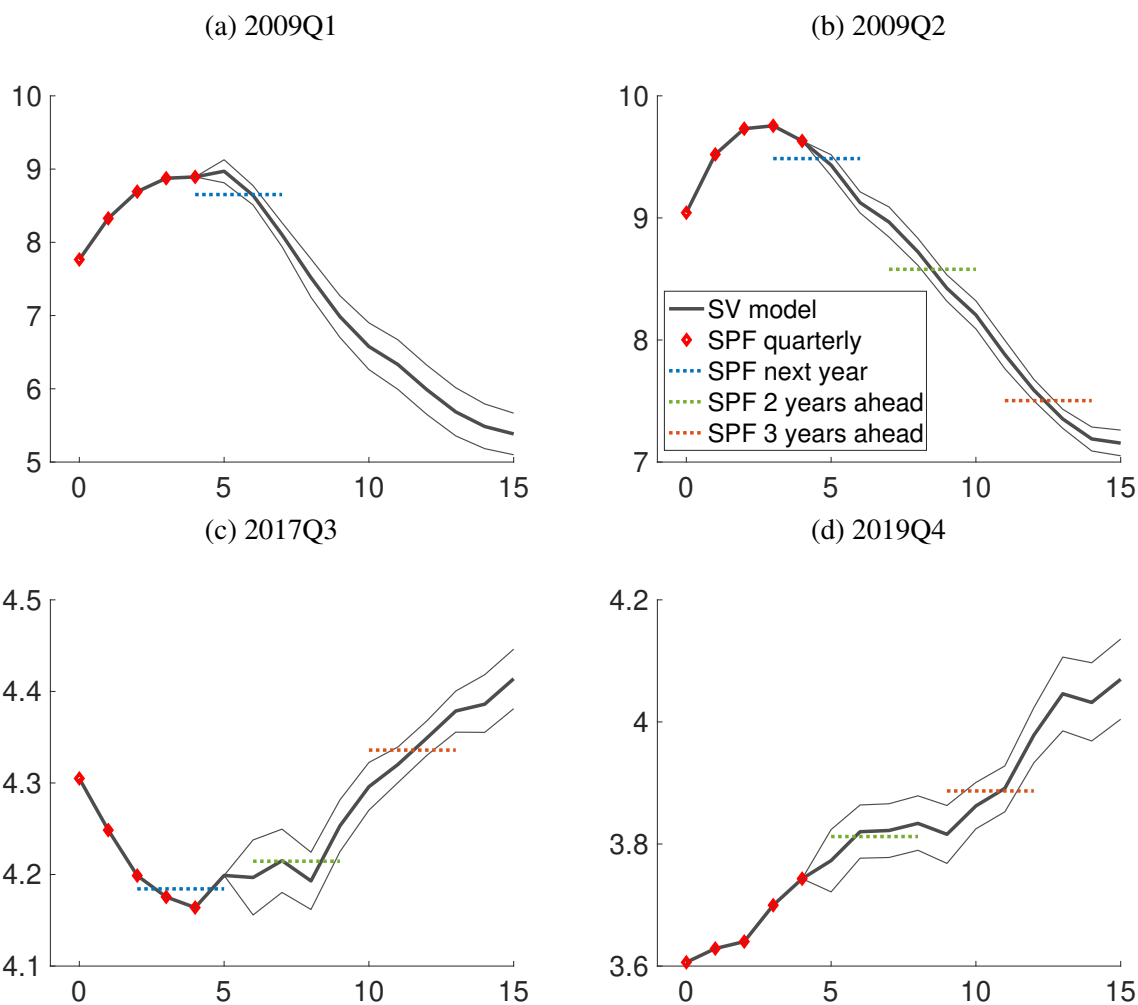 (a) 2009Q1
(b) 2009Q2
10
9
8
7
6
5
0 5 10 15
10
9
8
7
0 5 10 15
SV model
SPF quarterly
SPF next year
SPF 2 years ahead
SPF 3 years ahead
(c) 2017Q3
(d) 2019Q4
4.5
4.4
4.3
4.2
4.1
0 5 10 15
4.2
4
3.8
3.6
0 5 10 15